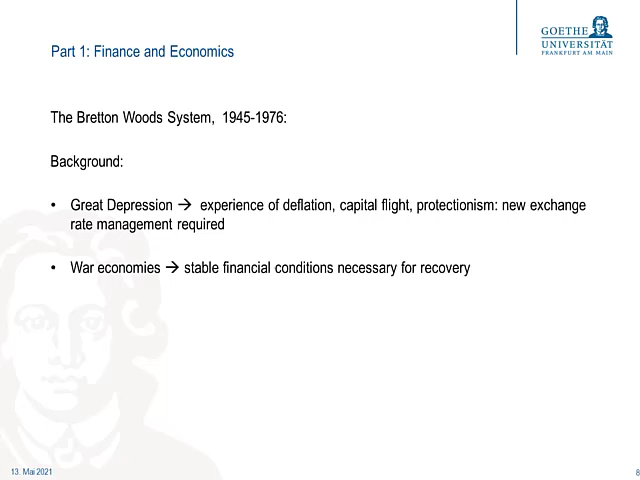 Part 1: Finance and Economics
GOETHE
UNIVERSITÄT
FRANKFURT AM MAIN
The Bretton Woods System, 1945-1976:
Background:
• Great Depression → experience of deflation, capital flight, protectionism: new exchange
rate management required
• War economies → stable financial conditions necessary for recovery
13. Mai 2021
8